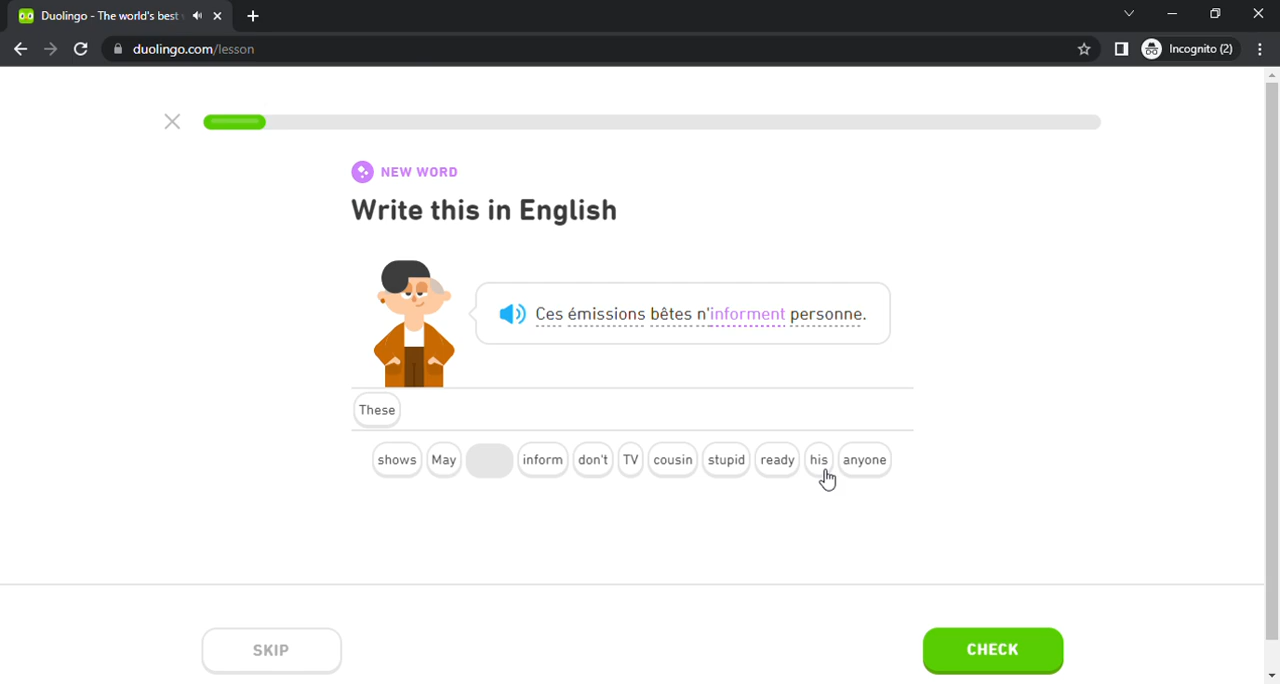 Duolingo - The world's best
duolingo.com/lesson
Incognito (2)
NEW WORD
Write this in English
Ces émissions bêtes n'informent personne.
These
shows May inform don't TV cousin stupid ready his anyone
SKIP
CHECK